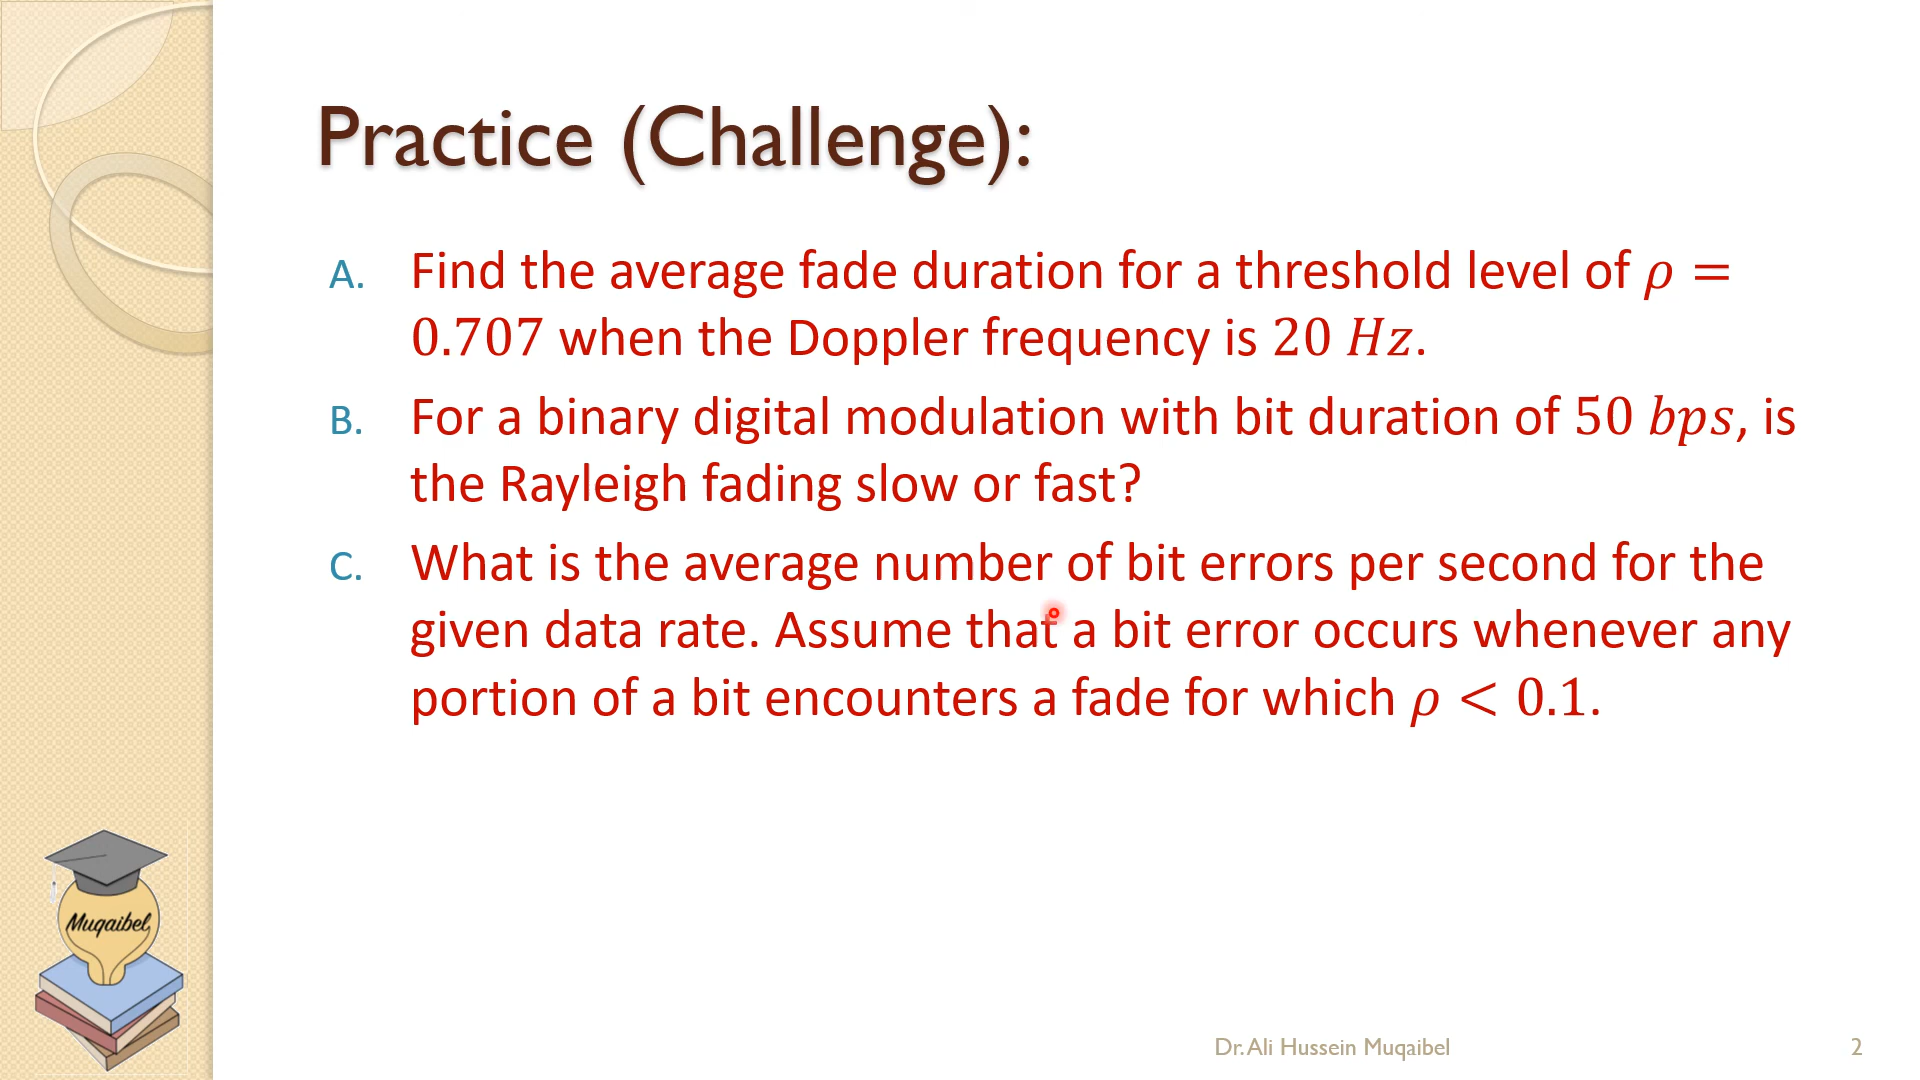 Practice (Challenge):
A. Find the average fade duration for a threshold level of ρ =
0.707 when the Doppler frequency is 20 Hz.
B. For a binary digital modulation with bit duration of 50 bps, is
the Rayleigh fading slow or fast?
C. What is the average number of bit errors per second for the
given data rate. Assume that a bit error occurs whenever any
portion of a bit encounters a fade for which ρ < 0.1.
Muqaibel
Dr. Ali Hussein Muqaibel 2